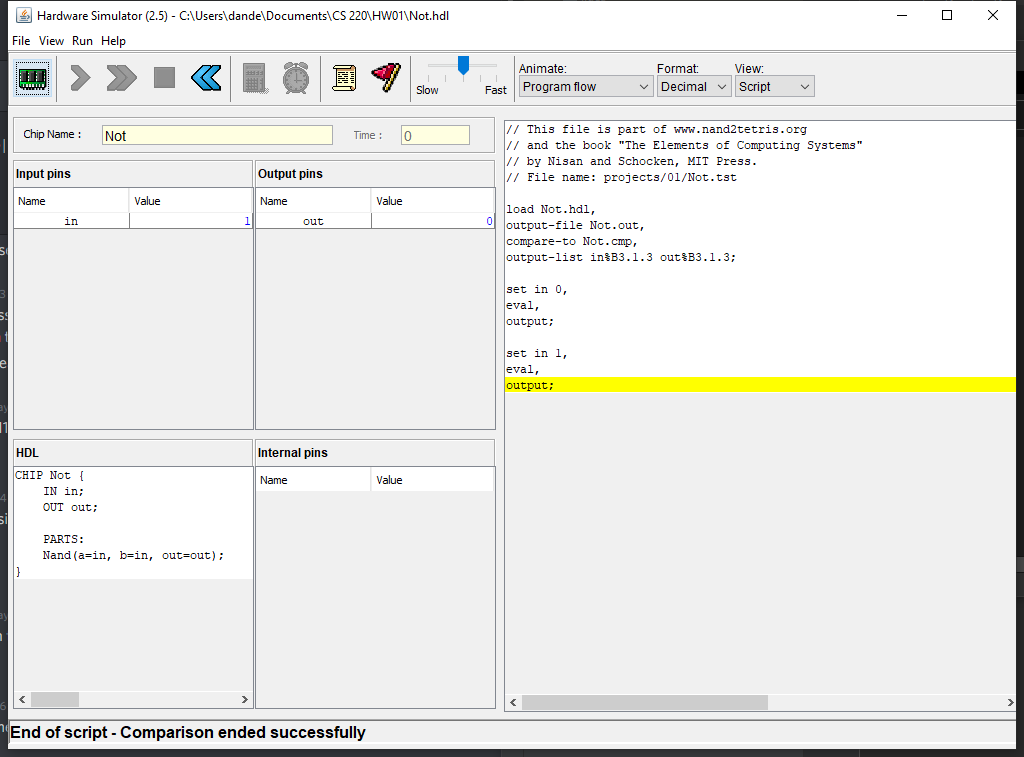 Hardware Simulator (2.5) - C:\Users\dande\Documents\CS 220\HW01\Not.hdl
File View Run Help
Slow Fast
Animate: Format: View:
Program flow Decimal Script
Chip Name : Not Time : 0
Input pins
Name Value
in 1
Output pins
Name Value
out 0
HDL
CHIP Not {
    IN in;
    OUT out;
    PARTS:
    Nand(a=in, b=in, out=out);
}
Internal pins
Name Value
// This file is part of www.nand2tetris.org
// and the book "The Elements of Computing Systems"
// by Nisan and Schocken, MIT Press.
// File name: projects/01/Not.tst
load Not.hdl,
output-file Not.out,
compare-to Not.cmp,
output-list in%B3.1.3 out%B3.1.3;
set in 0,
eval,
output;
set in 1,
eval,
output;
End of script - Comparison ended successfully